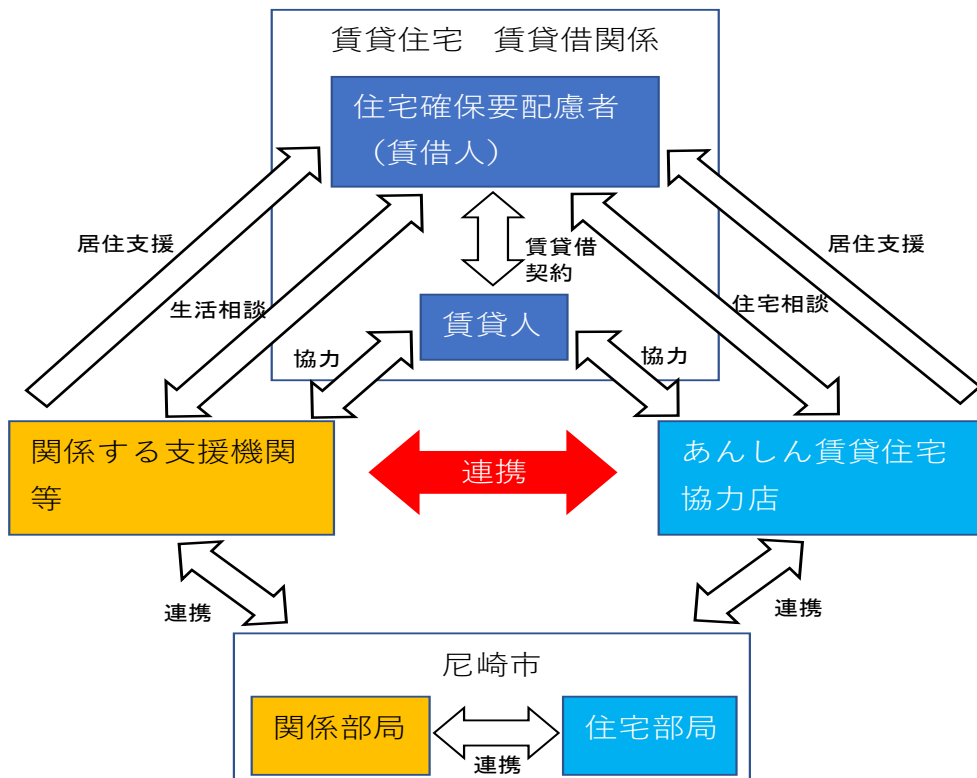 賃貸住宅　賃貸借関係
住宅確保要配慮者
（賃借人）
居住支援
賃貸借
契約
居住支援
生活相談
住宅相談
賃貸人
協力
協力
関係する支援機関
等
連携
あんしん賃貸住宅
協力店
連携
連携
尼崎市
関係部局
住宅部局
連携